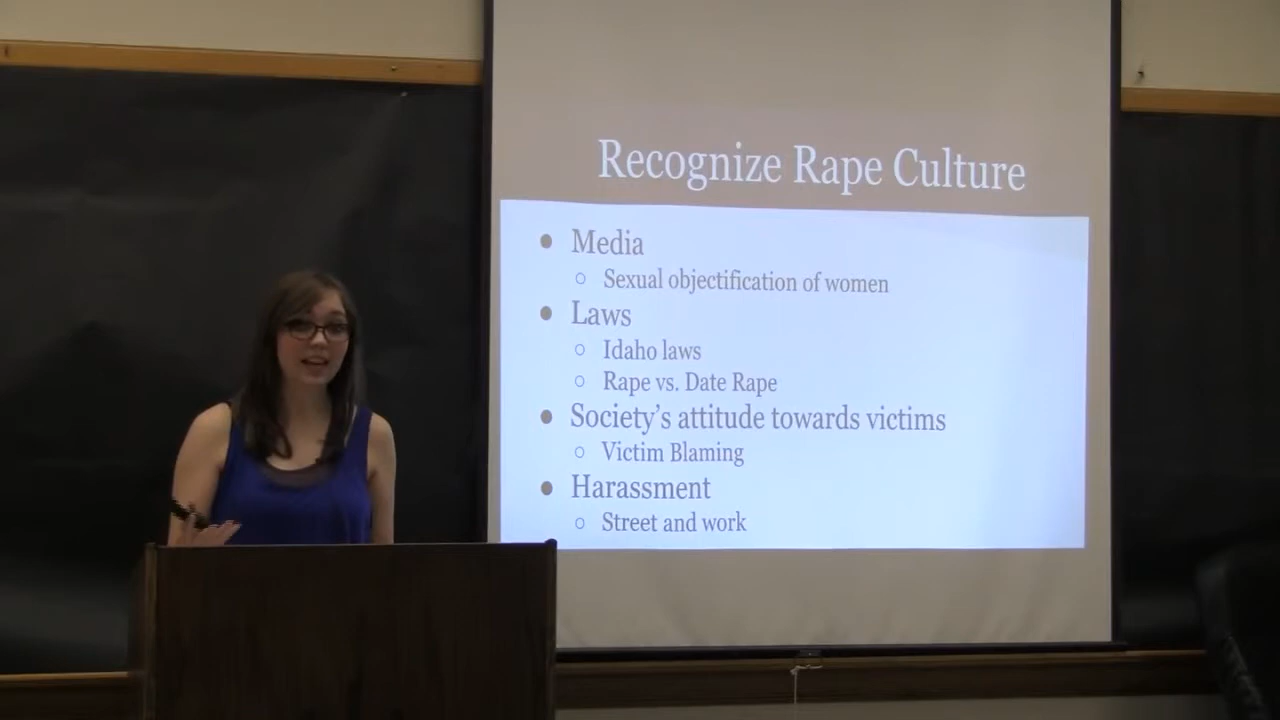 Recognize Rape Culture
● Media
○ Sexual objectification of women
● Laws
○ Idaho laws
○ Rape vs. Date Rape
● Society's attitude towards victims
○ Victim Blaming
● Harassment
○ Street and work